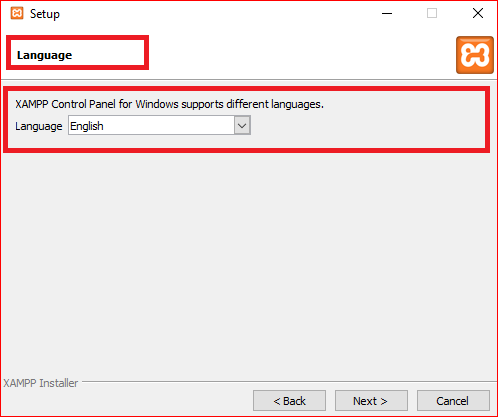 Setup
Language
XAMPP Control Panel for Windows supports different languages.
Language English
XAMPP Installer
< Back Next > Cancel